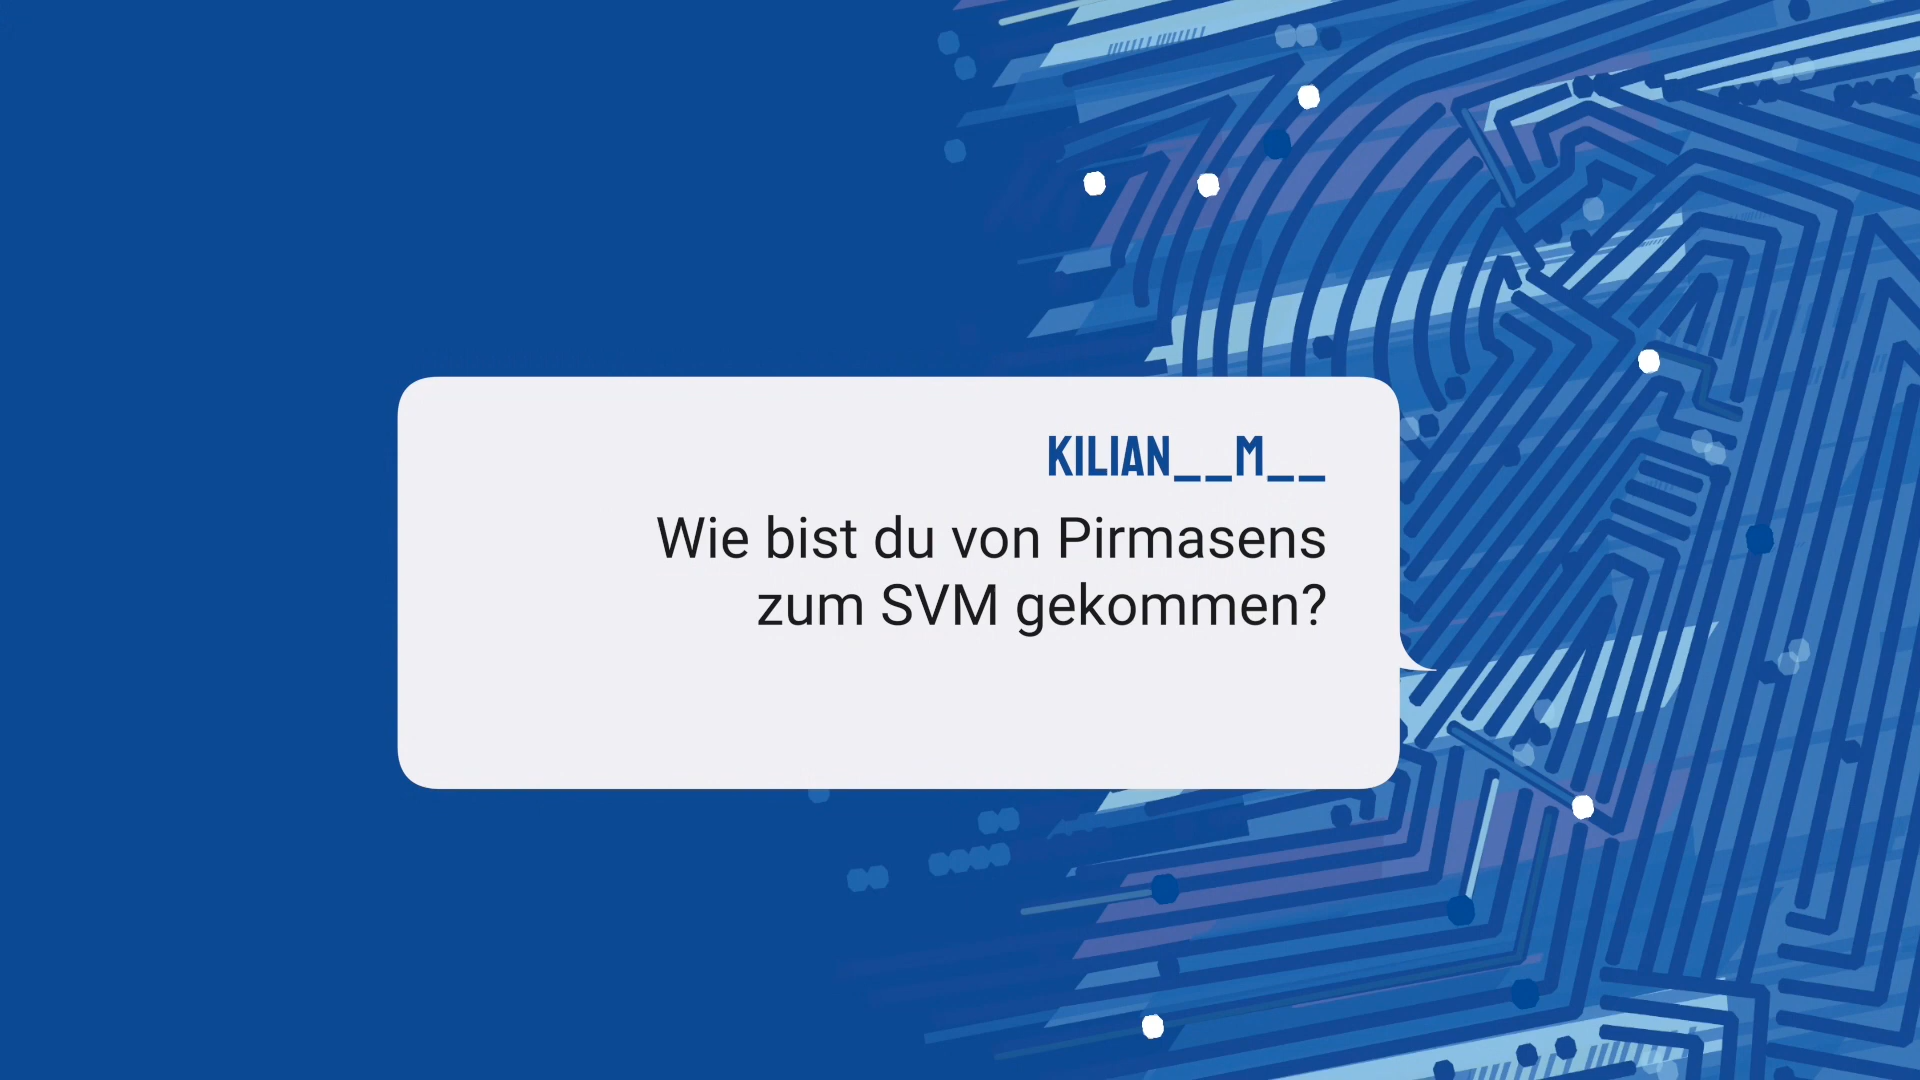 KILIAN__M__
Wie bist du von Pirmasens
zum SVM gekommen?